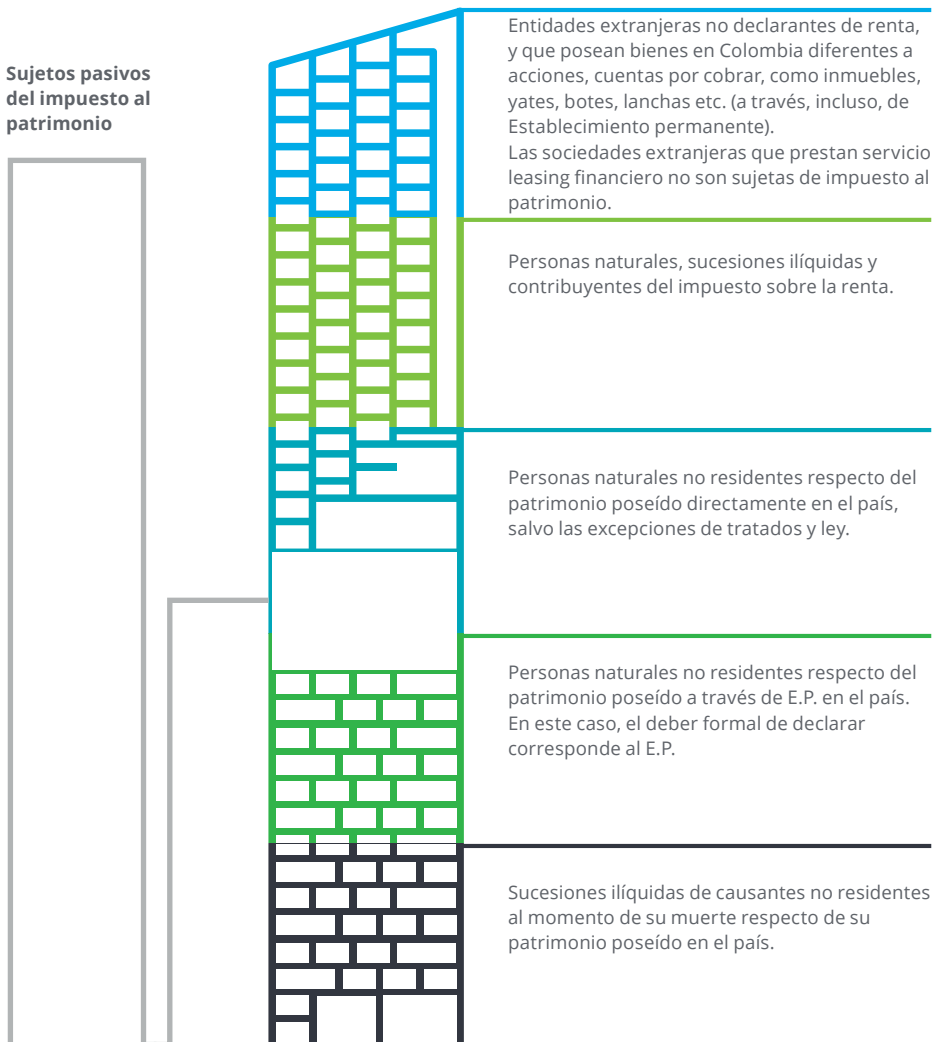 Sujetos pasivos
del impuesto al
patrimonio
Entidades extranjeras no declarantes de renta,
y que posean bienes en Colombia diferentes a
acciones, cuentas por cobrar, como inmuebles,
yates, botes, lanchas etc. (a través, incluso, de
Establecimiento permanente).
Las sociedades extranjeras que prestan servicio
leasing financiero no son sujetas de impuesto al
patrimonio.
Personas naturales, sucesiones ilíquidas y
contribuyentes del impuesto sobre la renta.
Personas naturales no residentes respecto del
patrimonio poseído directamente en el país,
salvo las excepciones de tratados y ley.
Personas naturales no residentes respecto del
patrimonio poseído a través de E.P. en el país.
En este caso, el deber formal de declarar
corresponde al E.P.
Sucesiones ilíquidas de causantes no residentes
al momento de su muerte respecto de su
patrimonio poseído en el país.